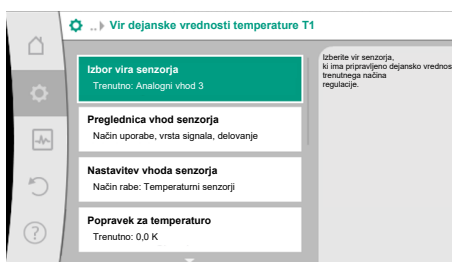 .. Vir dejanske vrednosti temperature T1
Izbor vira senzorja
Trenutno: Analogni vhod 3
Preglednica vhod senzorja
Način uporabe, vrsta signala, delovanje
Nastavitev vhoda senzorja
Način rabe: Temperaturni senzorji
Popravek za temperaturo
Trenutno: 0,0 K
Izberite vir senzorja,
ki ima pripravljeno dejansko vrednos
trenutnega načina
regulacije.
?